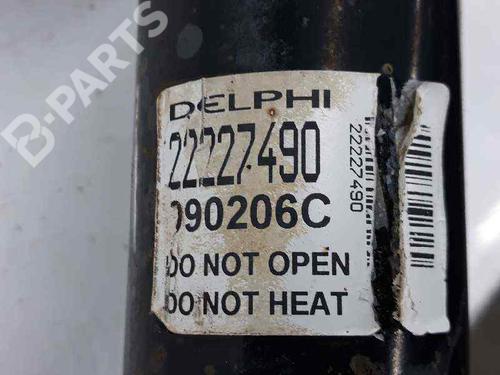 B-PARTS
DELPHI
22227490
090206C
DO NOT OPEN
DO NOT HEAT
22227490